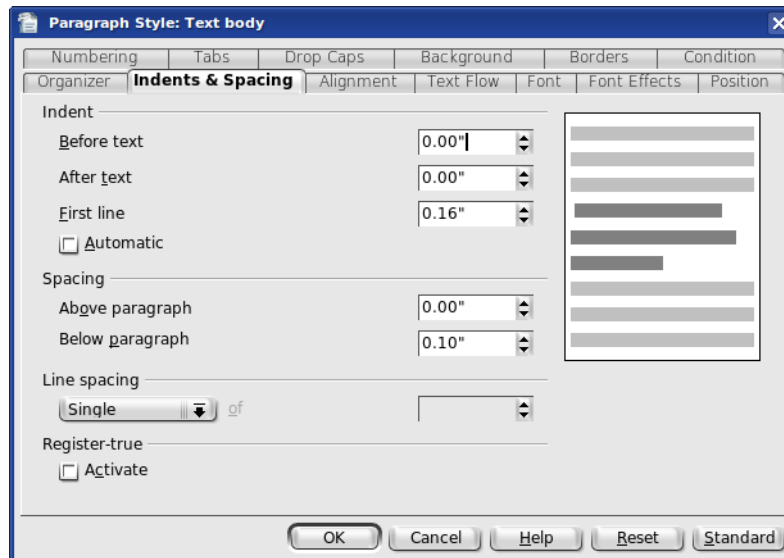 Paragraph Style: Text body
Numbering Tabs Drop Caps Background Borders Condition
Organizer Indents & Spacing Alignment Text Flow Font Font Effects Position
Indent
Before text 0.00"
After text 0.00"
First line 0.16"
Automatic
Spacing
Above paragraph 0.00"
Below paragraph 0.10"
Line spacing
Single of
Register-true
Activate
OK Cancel Help Reset Standard